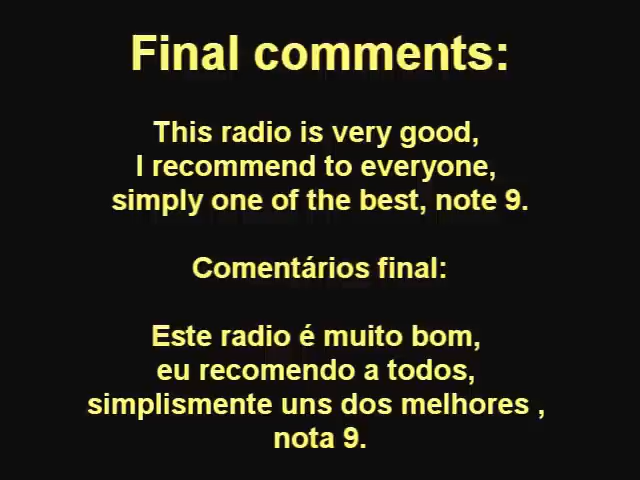 Final comments:
This radio is very good,
I recommend to everyone,
simply one of the best, note 9.
Comentários final:
Este radio é muito bom,
eu recomendo a todos,
simplismente uns dos melhores ,
nota 9.